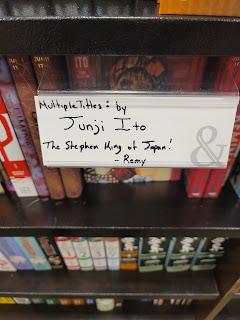 Multiple Titles: by
Junji Ito
The Stephen King of Japan!
- Remy
&